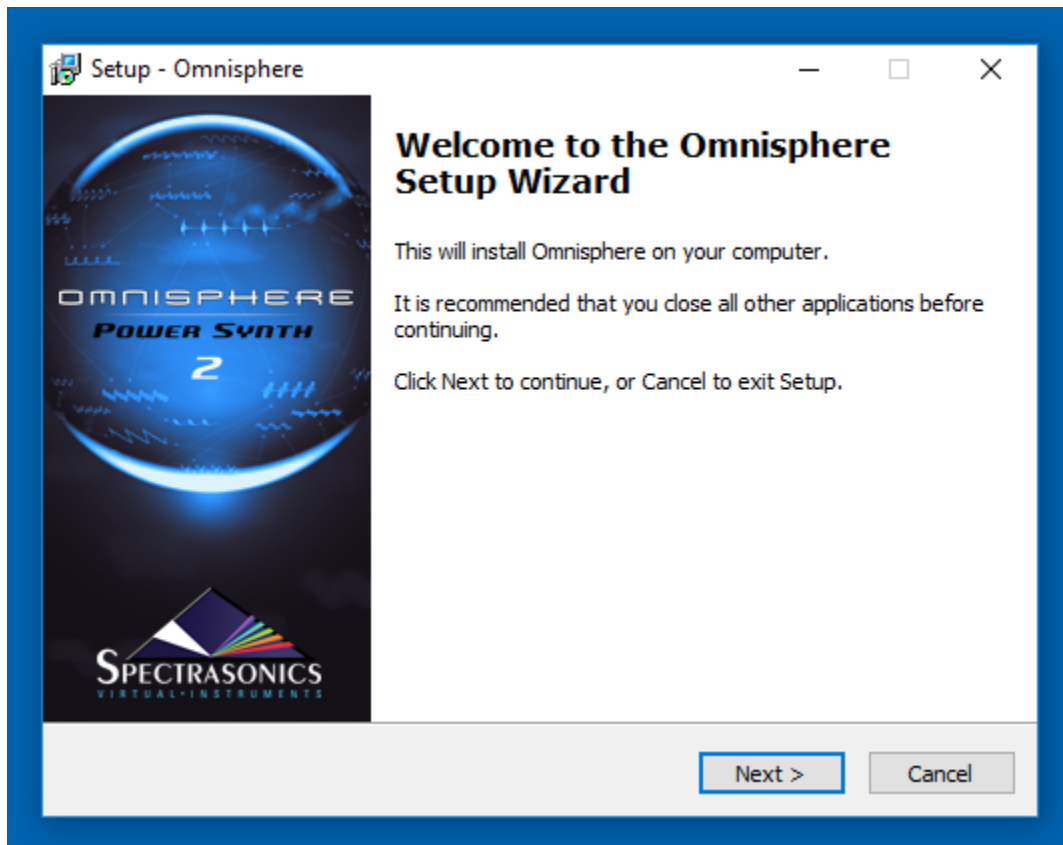 Setup - Omnisphere
OMNISPHERE
POWER SYNTH
2
SPECTRASONICS
VIRTUAL-INSTRUMENTS
Welcome to the Omnisphere
Setup Wizard
This will install Omnisphere on your computer.
It is recommended that you close all other applications before
continuing.
Click Next to continue, or Cancel to exit Setup.
Next >
Cancel